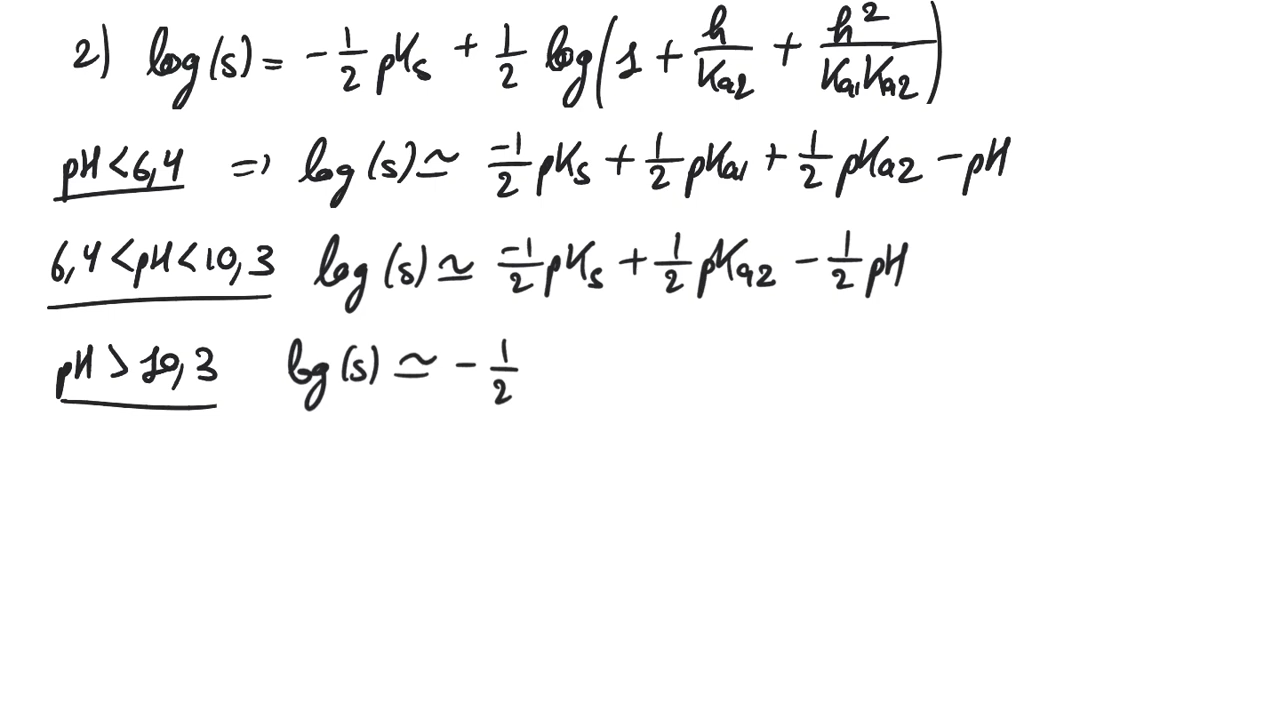 2) log(s) = -1/2 pKs + 1/2 log(1 + h/Ka2 + h²/Ka1Ka2)
pH < 6,4 => log(s) ≃ -1/2 pKs + 1/2 pKa1 + 1/2 pKa2 - pH
6,4 < pH < 10,3 log(s) ≃ -1/2 pKs + 1/2 pKa2 - 1/2 pH
pH > 10,3 log(s) ≃ - 1/2